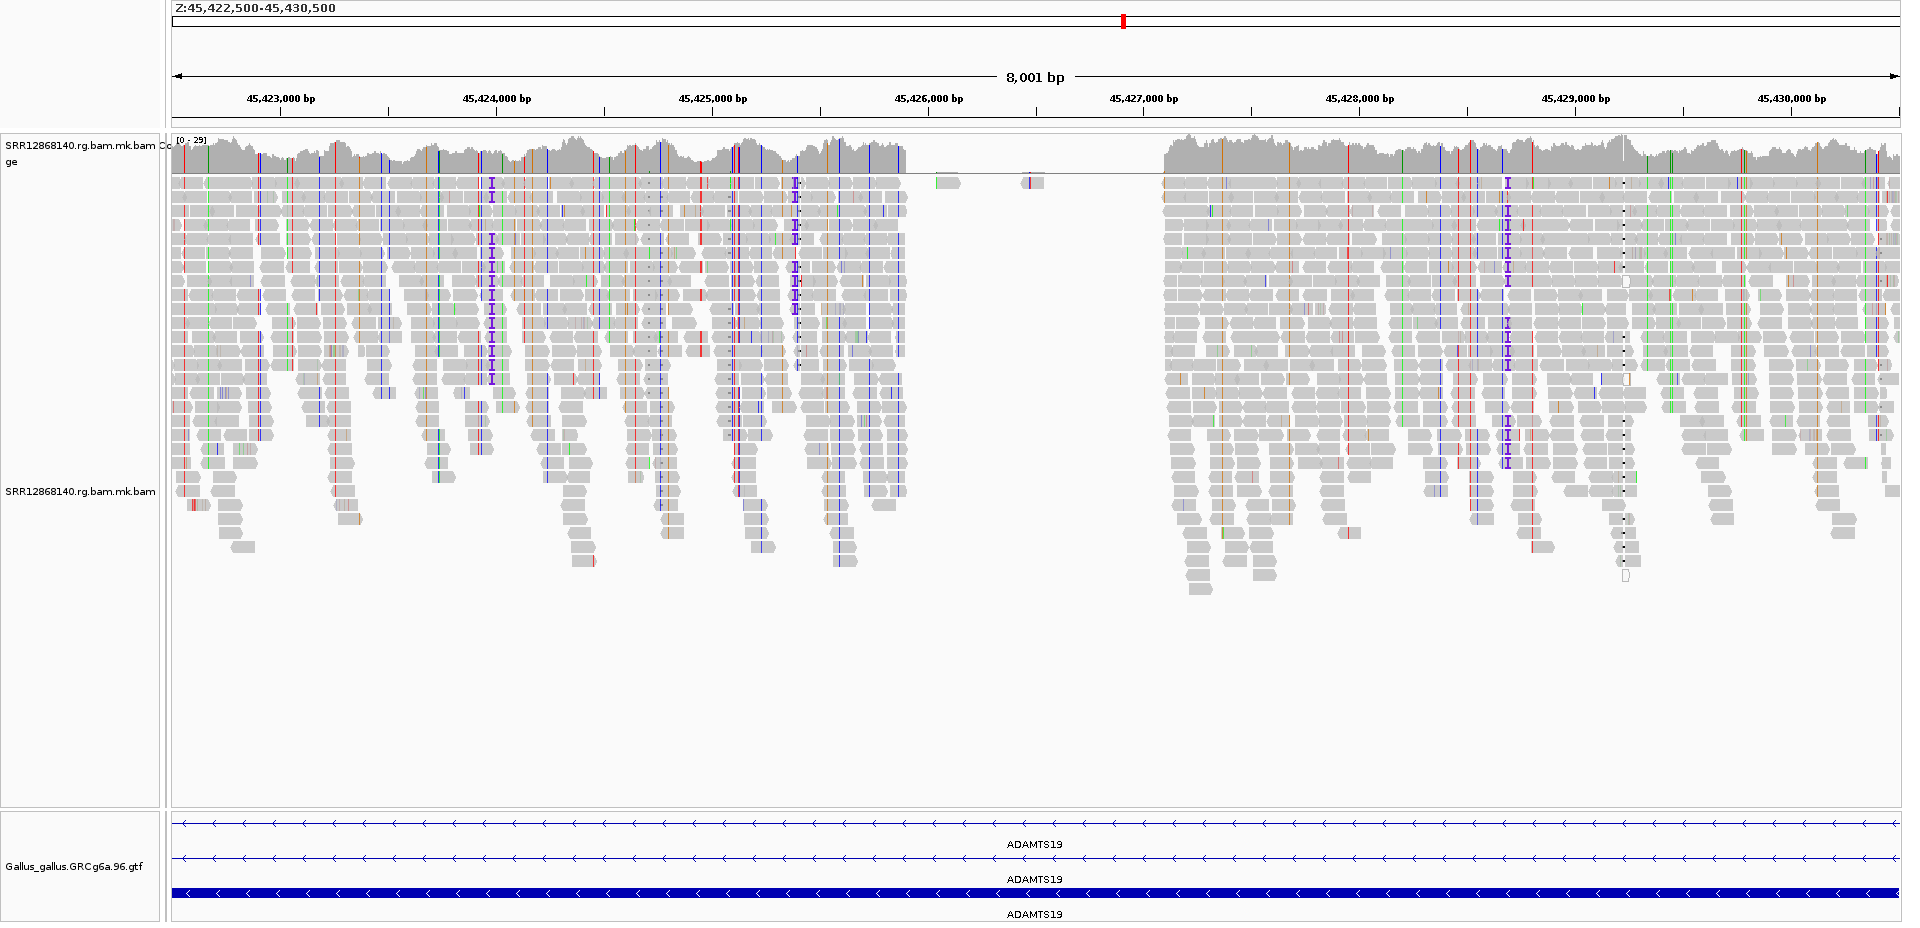 Z:45,422,500-45,430,500
8,001 bp
45,423,000 bp 45,424,000 bp 45,425,000 bp 45,426,000 bp 45,427,000 bp 45,428,000 bp 45,429,000 bp 45,430,000 bp
[0 - 29]
SRR12868140.rg.bam.mk.bam Co
ge
SRR12868140.rg.bam.mk.bam
ADAMTS19
Gallus_gallus.GRCg6a.96.gtf
ADAMTS19
ADAMTS19